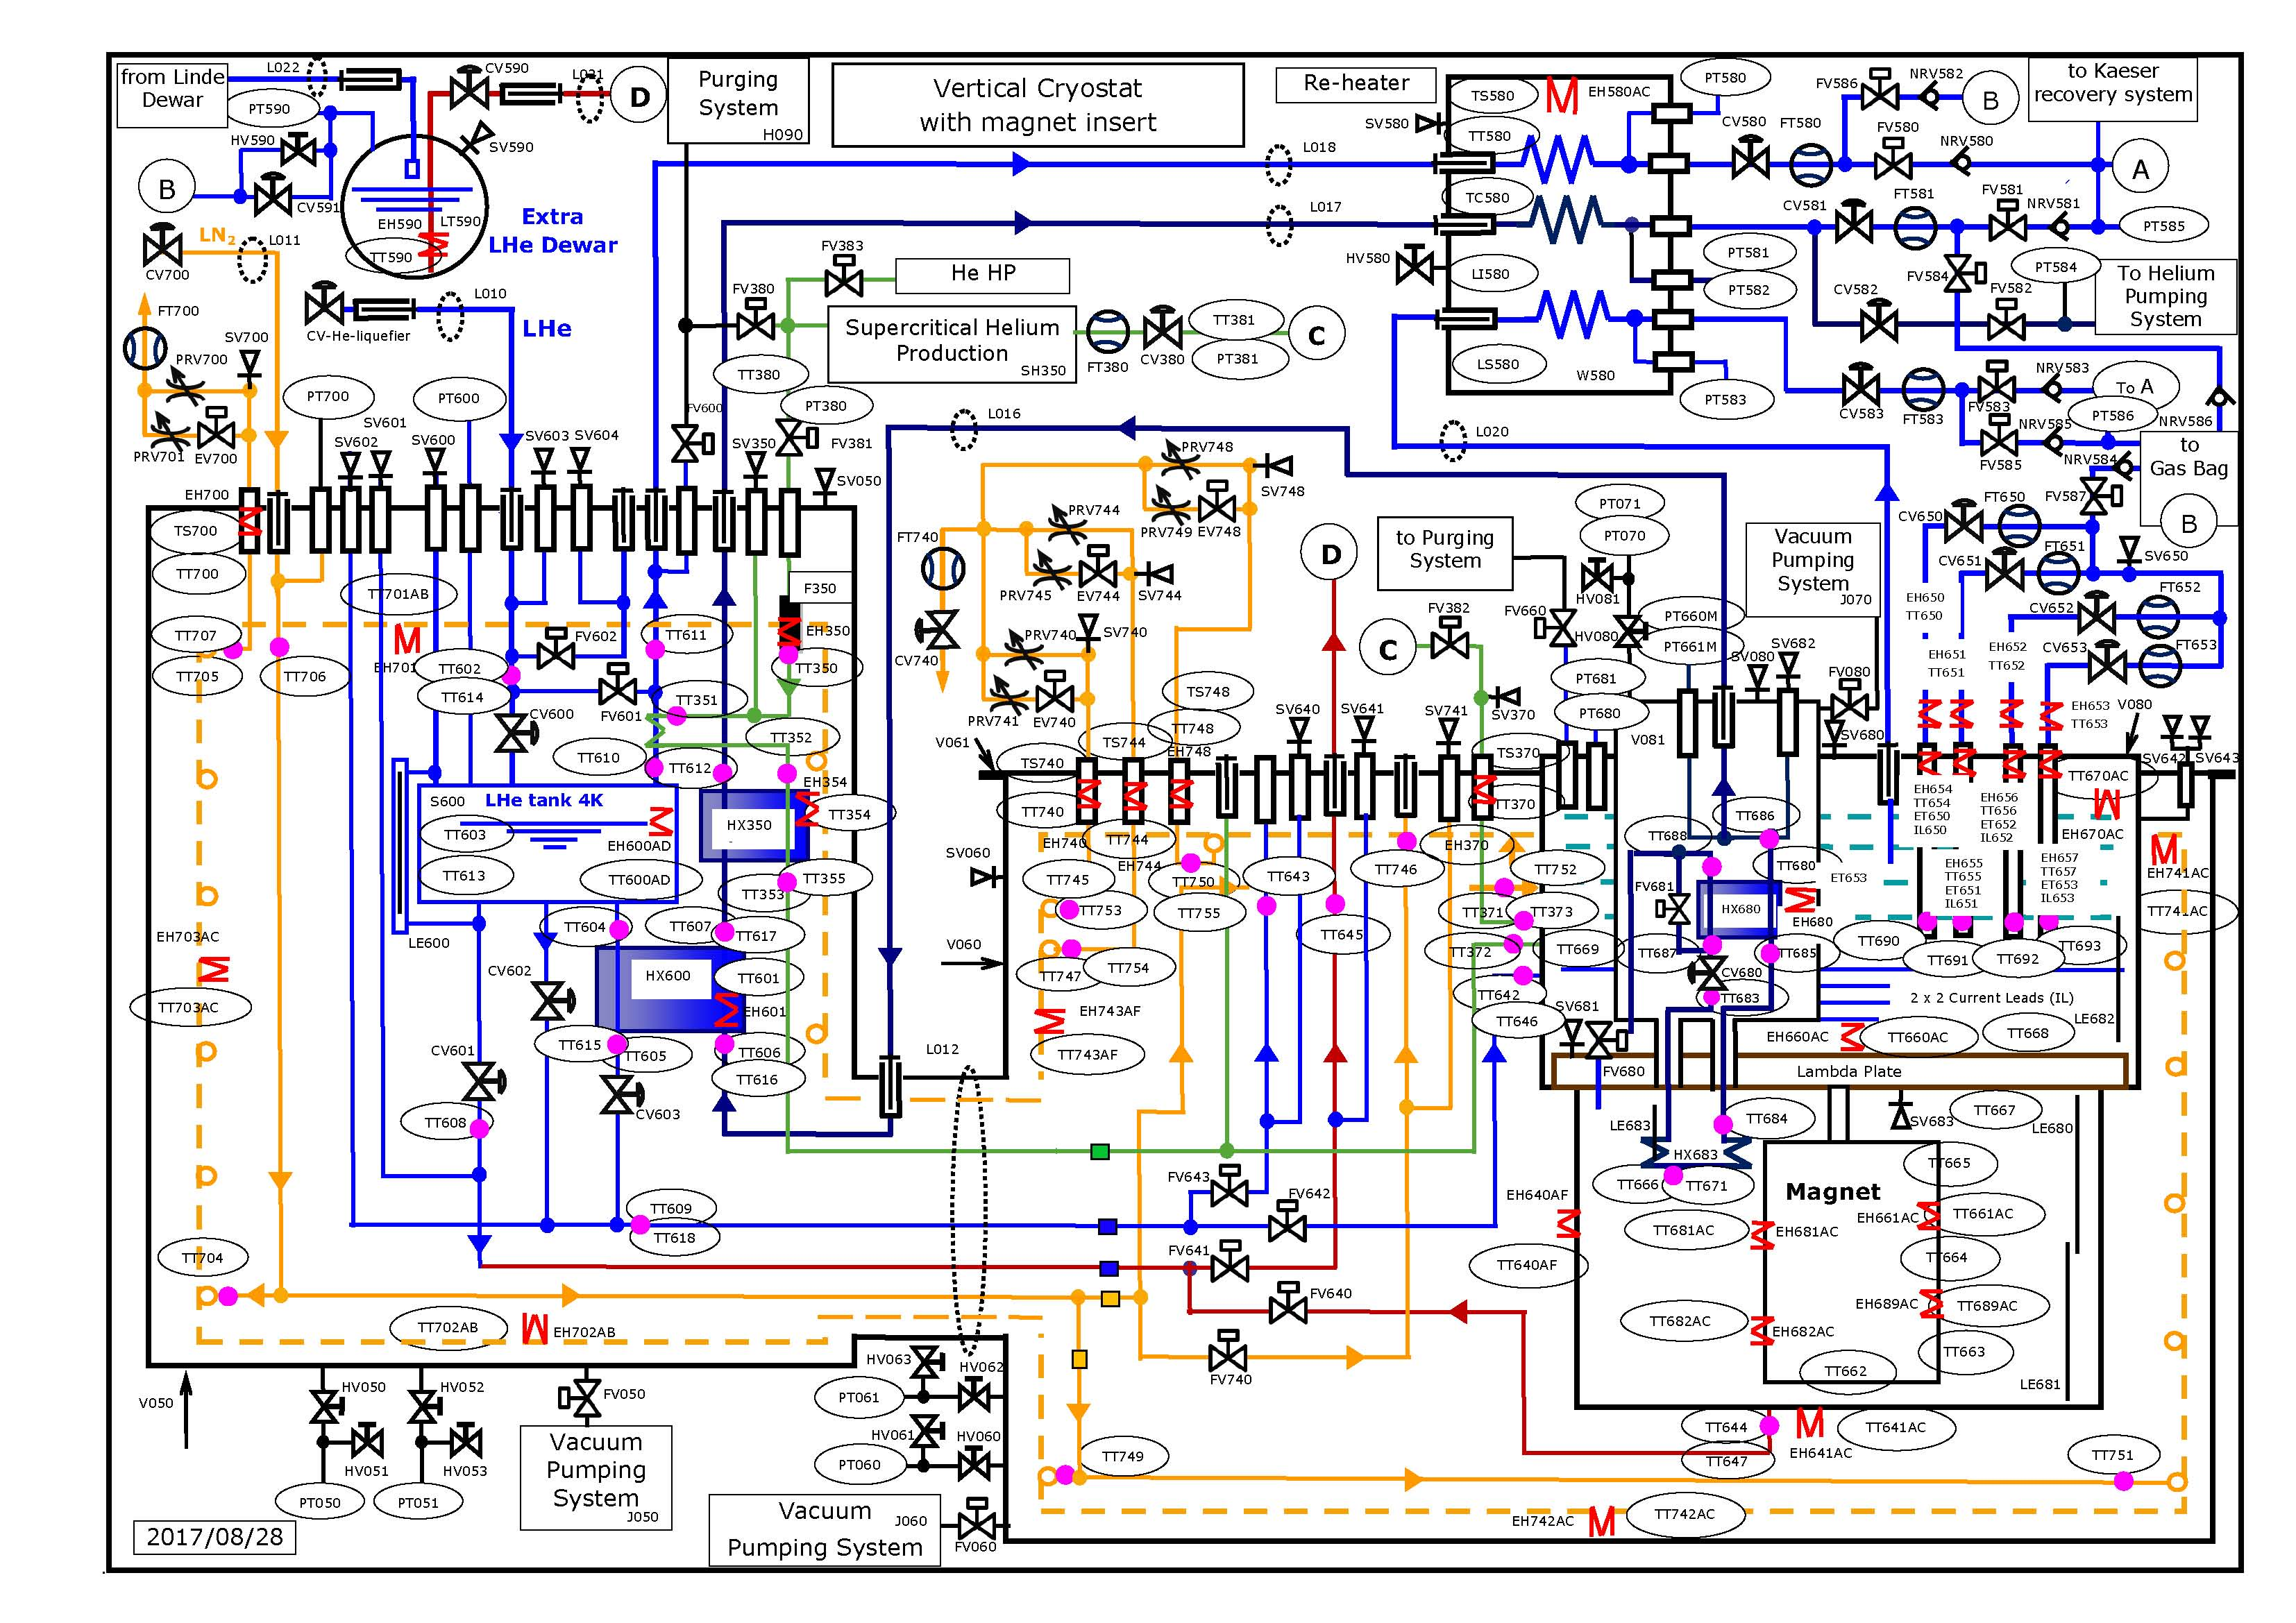 from Linde
Dewar
L022
PT590
HV590
B
CV591
CV590
L021
D
SV590
EH590
LT590
TT590
Extra
LHe Dewar
Purging
System
H090
Vertical Cryostat
with magnet insert
Re-heater
TS580
EH580AC
TT580
SV580
TC580
HV580
LI580
LS580
W580
PT580
PT581
PT582
PT583
FV586
NRV582
B
to Kaeser
recovery system
CV580
FT580
FV580
NRV580
A
CV581
FT581
FV581
NRV581
PT585
FV584
PT584
To Helium
Pumping
System
CV582
FV582
NRV583
To A
CV583
FT583
FV583
PT586
NRV586
NRV585
FV585
to
Gas Bag
B
NRV584
FV587
L018
L017
LN2
L011
CV700
FT700
PRV700
SV700
PRV701
EV700
CV-He-liquefier
L010
LHe
FV383
He HP
FV380
Supercritical Helium
Production
SH350
FT380
CV380
TT381
PT381
C
TT380
PT380
FV600
FV381
PT700
PT600
SV601
SV602
SV600
SV603
SV604
SV350
SV050
L016
L020
EH700
TS700
TT700
TT701AB
TT707
TT705
TT706
EH701
TT602
TT614
FV602
TT611
F350
EH350
TT350
FV601
TT351
CV600
TT352
TT610
TT612
EH354
TT354
S600
LHe tank 4K
TT603
TT613
EH600AD
TT600AD
HX350
TT353
TT355
LE600
TT604
TT607
TT617
HX600
TT601
EH601
CV602
TT615
TT605
TT606
TT616
CV601
CV603
TT608
TT609
TT618
EH703AC
TT703AC
TT704
TT702AB
EH702AB
V050
HV050
HV051
PT050
HV052
HV053
PT051
FV050
Vacuum
Pumping
System
J050
2017/08/28
HV063
HV062
PT061
HV061
HV060
PT060
Vacuum
Pumping System
J060
FV060
L012
PRV748
SV748
PRV749
EV748
PRV744
PRV745
EV744
SV744
FT740
CV740
PRV740
SV740
PRV741
EV740
V061
TS748
TT748
TS744
EH748
TS740
TT740
TT744
EH740
EH744
TT745
TT750
TT753
TT755
TT747
TT754
EH743AF
TT743AF
SV060
V060
SV640
SV641
SV741
TT643
TT645
TT746
D
C
to Purging
System
FV382
SV370
TS370
TT370
EH370
TT752
TT371
TT373
TT372
TT669
TT642
TT646
FV643
FV642
FV641
FV640
FV740
TT749
PT071
PT070
HV081
FV660
HV080
PT660M
PT661M
PT681
PT680
Vacuum
Pumping
System
J070
SV080
SV682
FV080
SV680
V081
TT686
TT688
TT680
FV681
HX680
EH680
TT687
TT685
CV680
TT683
SV681
FV680
CV650
FT650
CV651
FT651
SV650
EH650
TT650
CV652
FT652
CV653
FT653
EH651
TT651
EH652
TT652
EH653
TT653
V080
SV642
SV643
TT670AC
EH670AC
EH654
TT654
ET650
IL650
EH656
TT656
ET652
IL652
EH655
TT655
ET651
IL651
EH657
TT657
ET653
IL653
ET653
EH741AC
TT741AC
TT690
TT691
TT692
TT693
2 x 2 Current Leads (IL)
EH660AC
TT660AC
TT668
LE682
Lambda Plate
LE683
TT684
SV683
TT667
LE680
HX683
TT666
TT671
TT665
Magnet
EH640AF
TT640AF
TT681AC
EH681AC
EH661AC
TT661AC
TT664
EH689AC
TT689AC
TT682AC
EH682AC
TT663
TT662
LE681
TT644
TT647
EH641AC
TT641AC
TT751
EH742AC
TT742AC